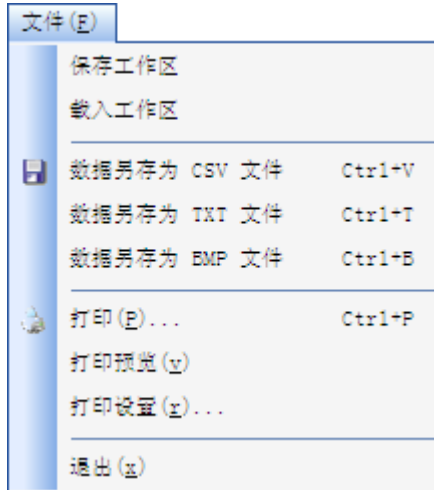 文件(F)
保存工作区
载入工作区
数据另存为 CSV 文件 Ctrl+V
数据另存为 TXT 文件 Ctrl+T
数据另存为 BMP 文件 Ctrl+B
打印(P)... Ctrl+P
打印预览(v)
打印设置(r)...
退出(x)